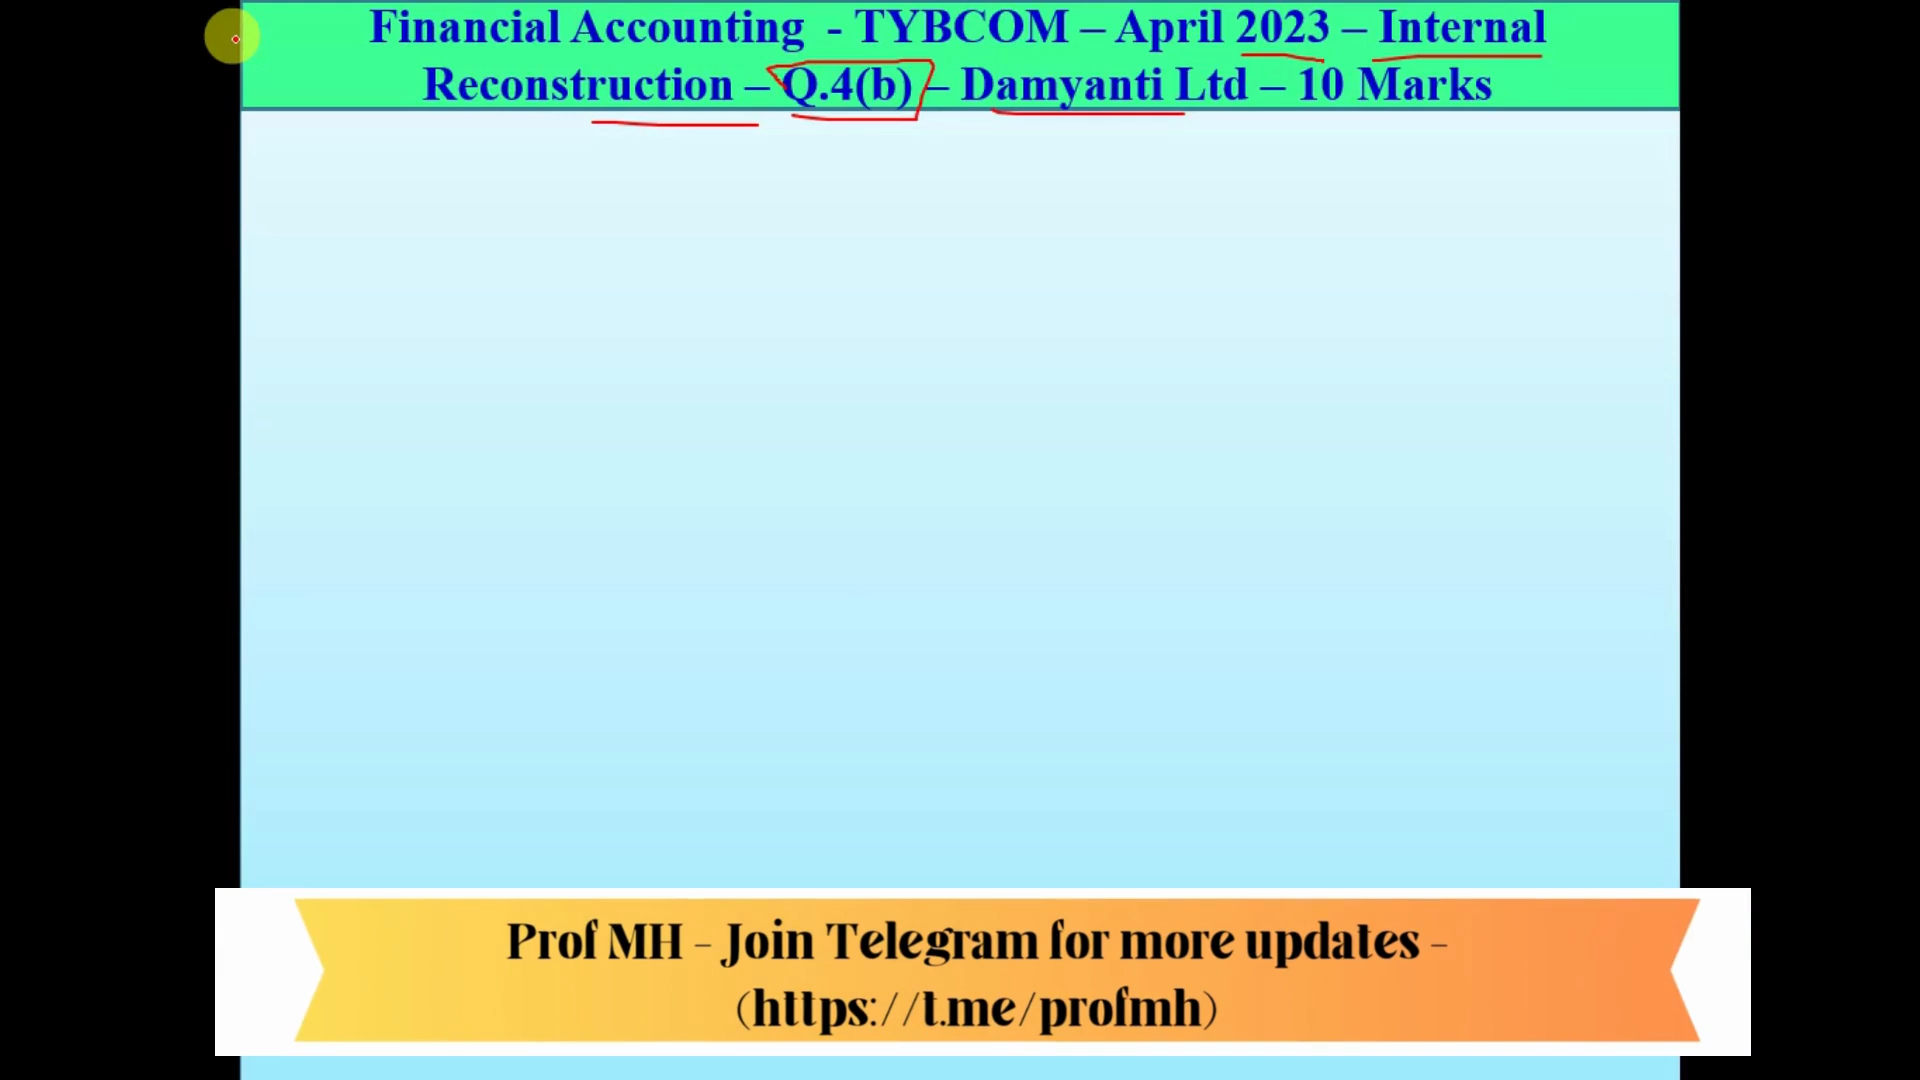 Financial Accounting - TYBCOM – April 2023 – Internal
Reconstruction – Q.4(b) – Damyanti Ltd – 10 Marks
Prof MH - Join Telegram for more updates -
(https://t.me/profmh)